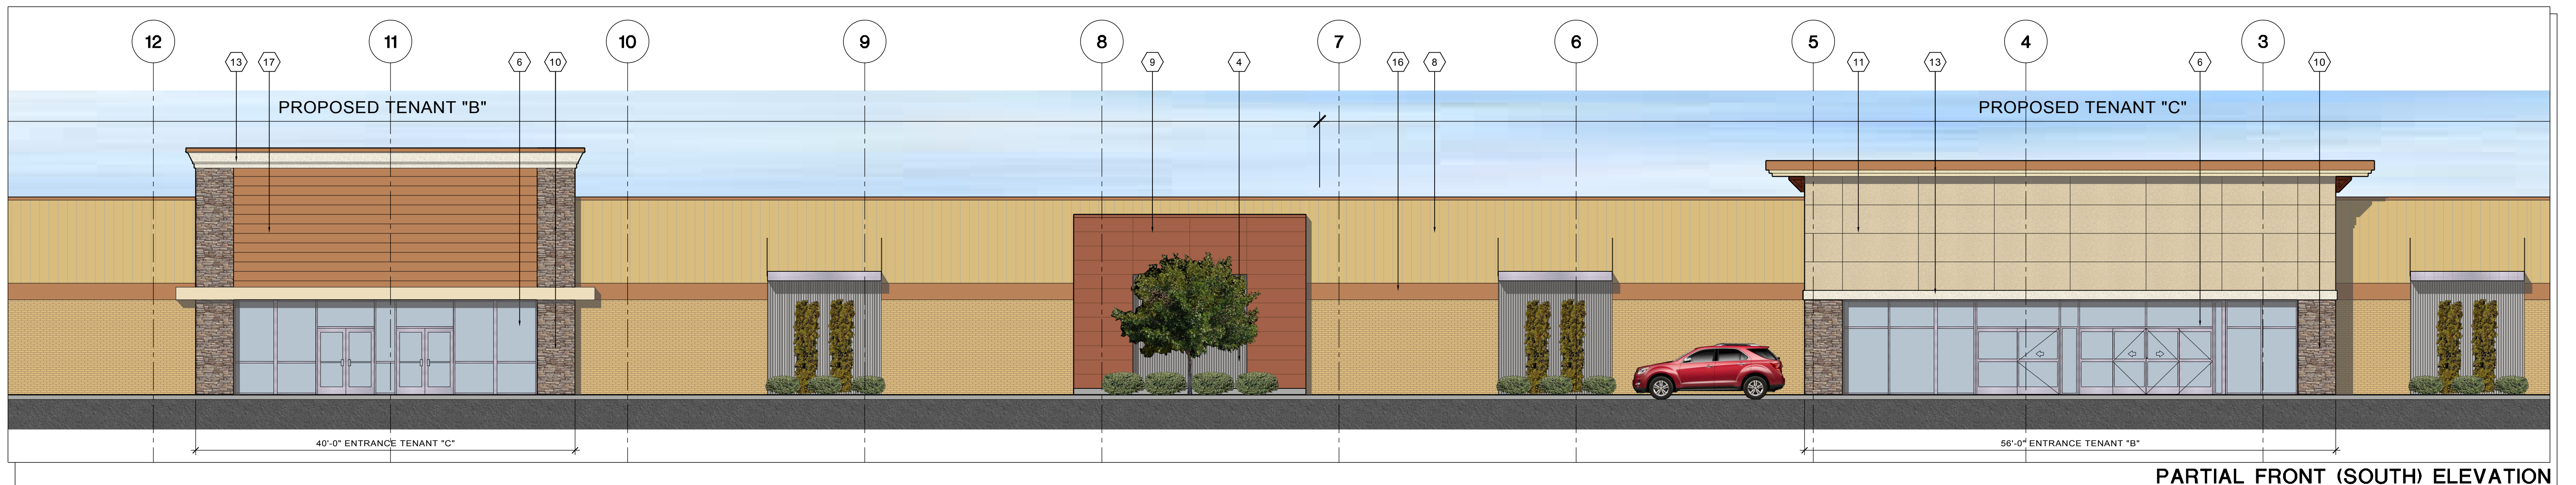 12 11 10 9 8 7 6 5 4 3
13 17 6 10 9 4 16 8 11 13 6 10
PROPOSED TENANT "B" PROPOSED TENANT "C"
40'-0" ENTRANCE TENANT "C" 56'-0" ENTRANCE TENANT "B"
PARTIAL FRONT (SOUTH) ELEVATION